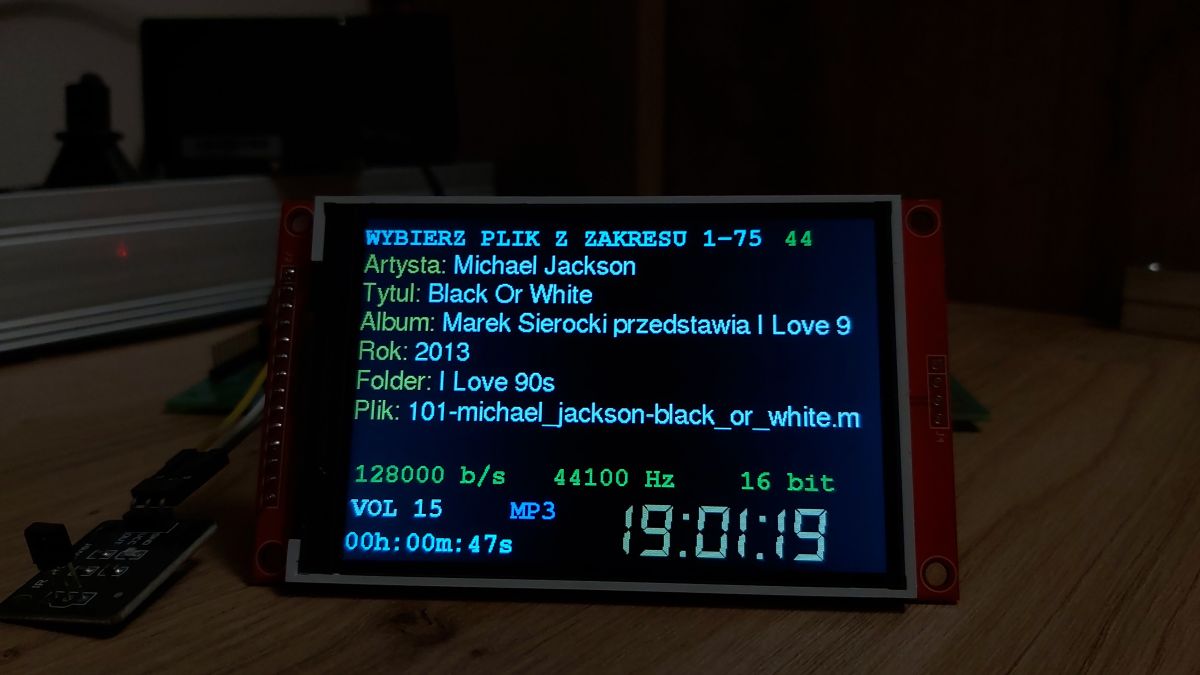 WYBIERZ PLIK Z ZAKRESU 1-75 44
Artysta: Michael Jackson
Tytul: Black Or White
Album: Marek Sierocki przedstawia I Love 9
Rok: 2013
Folder: I Love 90s
Plik: 101-michael_jackson-black_or_white.m
128000 b/s 44100 Hz 16 bit
VOL 15 MP3 19:01:19
00h:00m:47s